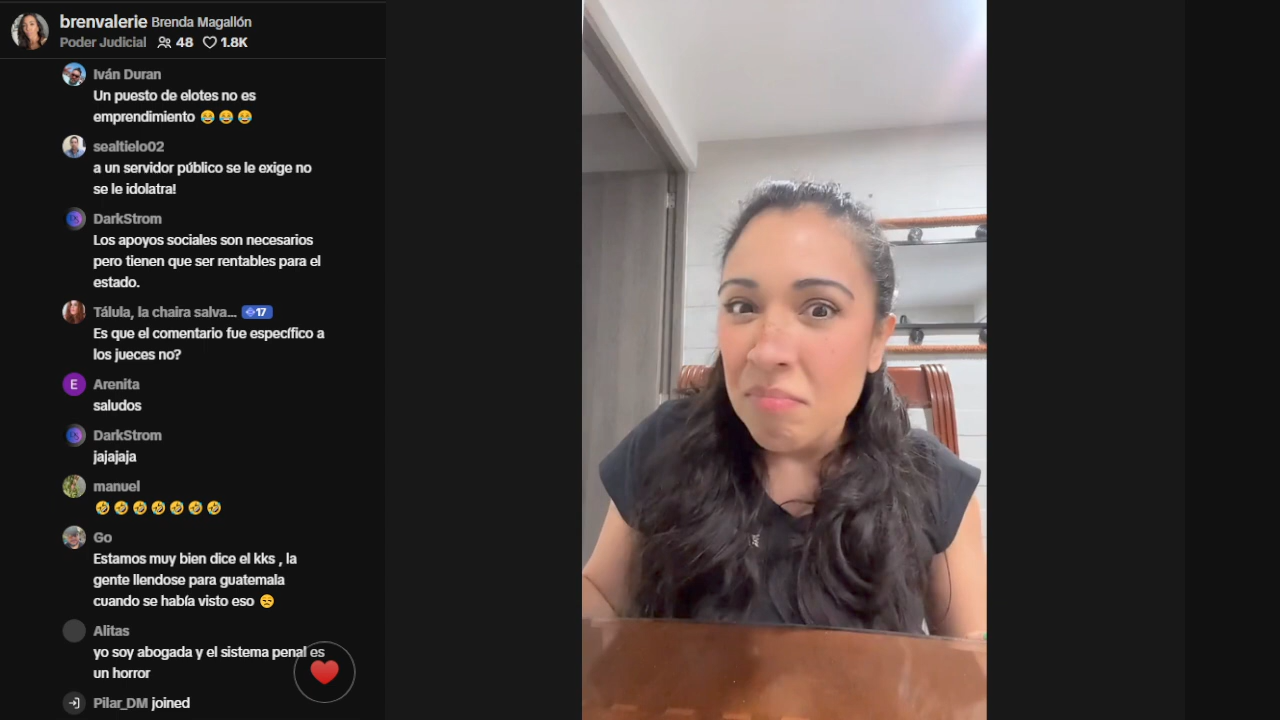 brenvalerie Brenda Magallón
Poder Judicial 48 1.8K
Iván Duran
Un puesto de elotes no es
emprendimiento 😂 😂 😂
sealtielo02
a un servidor público se le exige no
se le idolatra!
DarkStrom
Los apoyos sociales son necesarios
pero tienen que ser rentables para el
estado.
Tálula, la chaira salva... 17
Es que el comentario fue específico a
los jueces no?
E Arenita
saludos
DarkStrom
jajajaja
manuel
🤣 🤣 🤣 🤣 🤣 🤣 🤣
Go
Estamos muy bien dice el kks , la
gente llendose para guatemala
cuando se había visto eso 😒
Alitas
yo soy abogada y el sistema penal es
un horror
Pilar_DM joined